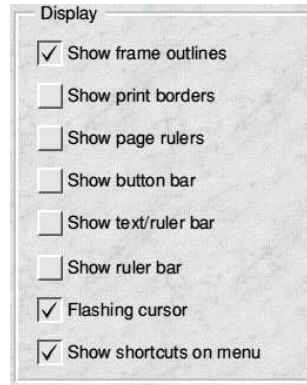 Display
Show frame outlines
Show print borders
Show page rulers
Show button bar
Show text/ruler bar
Show ruler bar
Flashing cursor
Show shortcuts on menu